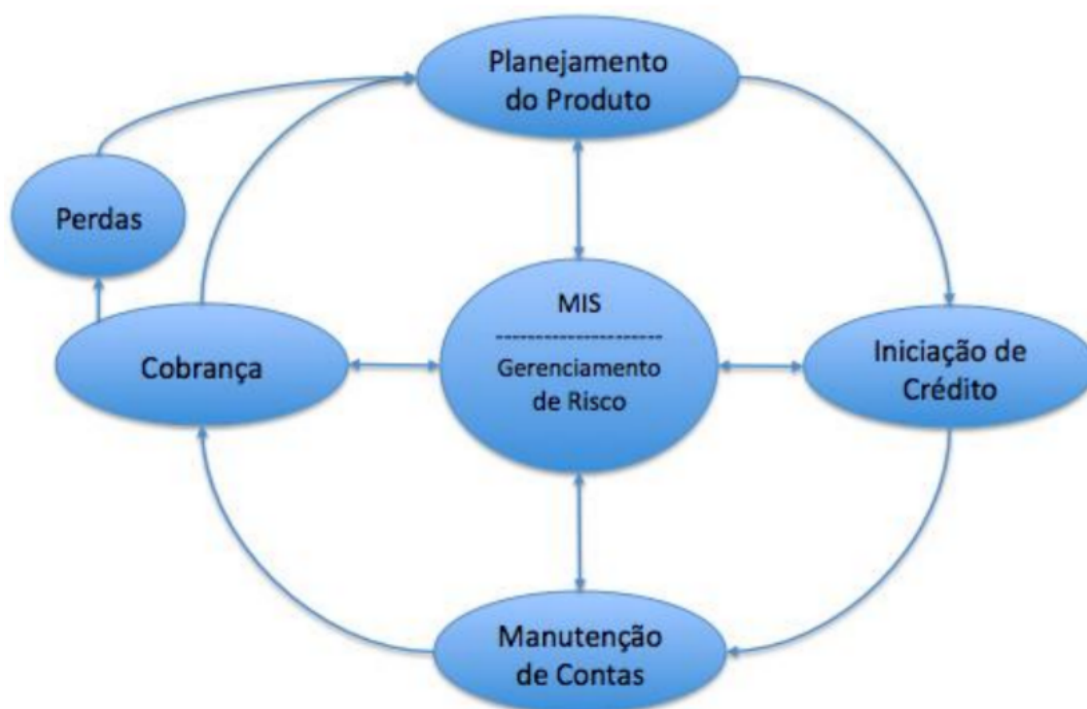 Planejamento
do Produto
Perdas
MIS
--------------------
Gerenciamento
de Risco
Cobrança
Iniciação de
Crédito
Manutenção
de Contas